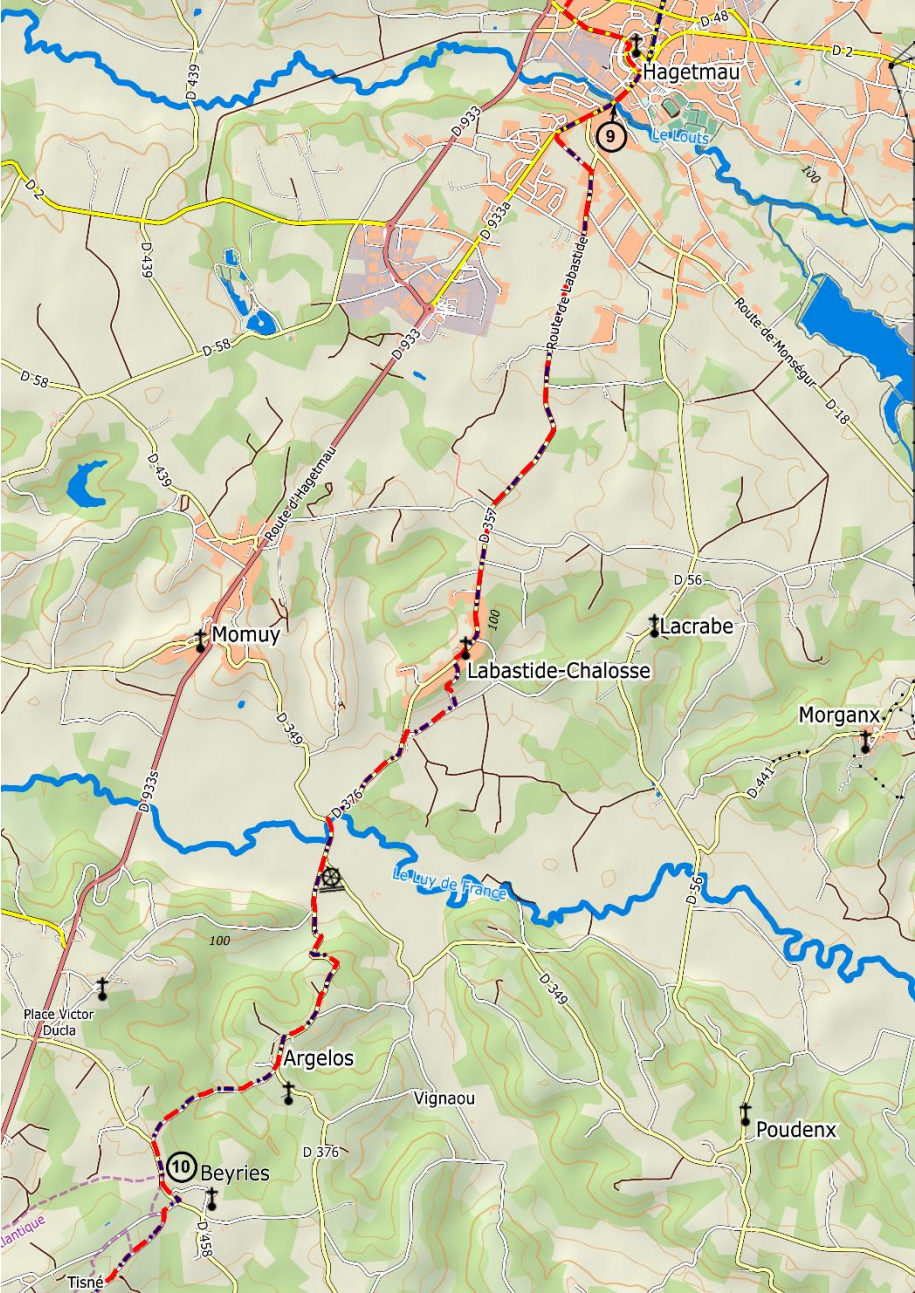 D 48
D 2
Hagetmau
D 439
D 933
9
Le Louts
100
D 2
D 933a
D 439
Route de Labastide
Route de Monségur
D 58
D 933
D 58
D 18
D 439
Route d'Hagetmau
D 357
D 56
100
Lacrabe
Momuy
Labastide-Chalosse
Morganx
D 349
D 441
D 933s
D 376
Le Luy de France
D 56
100
D 349
Place Victor
Ducla
Argelos
Vignaou
Poudenx
D 376
10
Beyries
lantique
D 458
Tisné